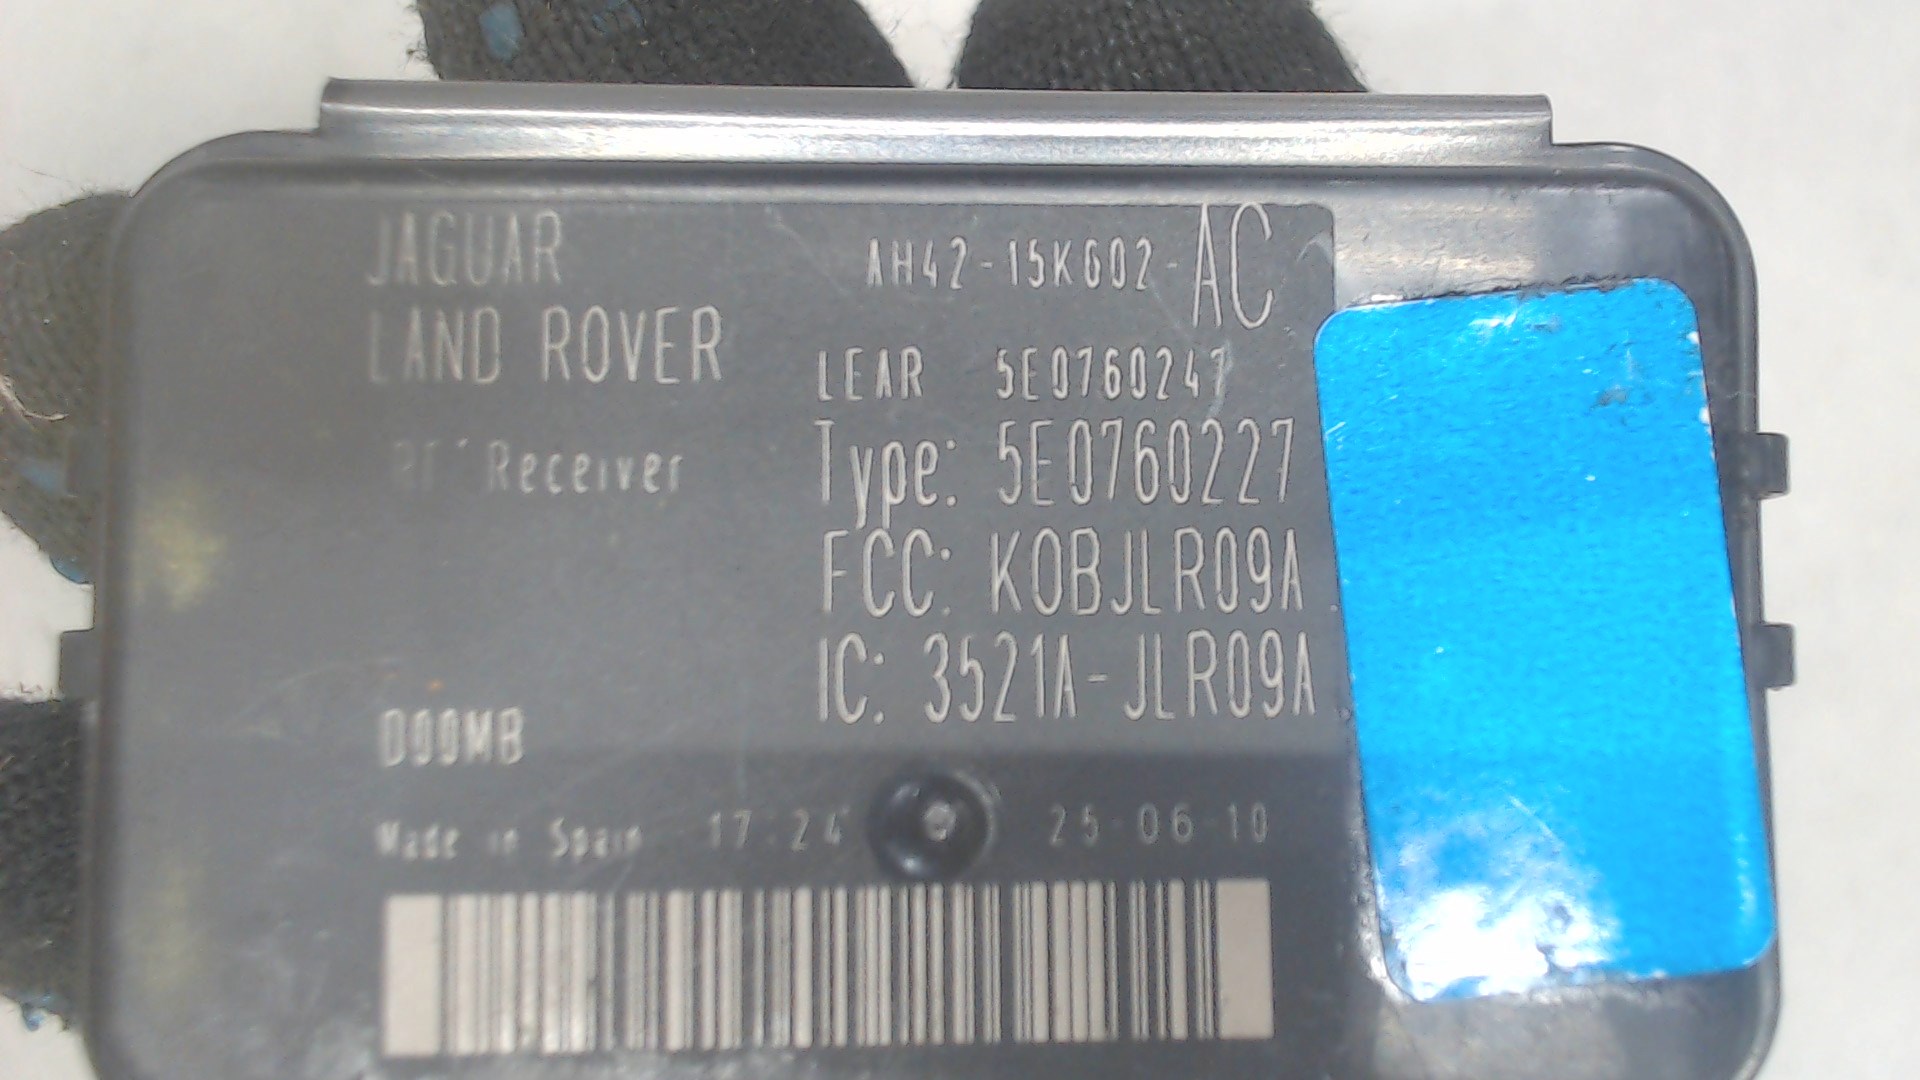 JAGUAR
LAND ROVER
AH42-15K602-AC
LEAR 5E0760247
Type: 5E0760227
RF Receiver
FCC: KOBJLR09A
IC: 3521A-JLR09A
D00MB
Made in Spain 17:24 25-06-10